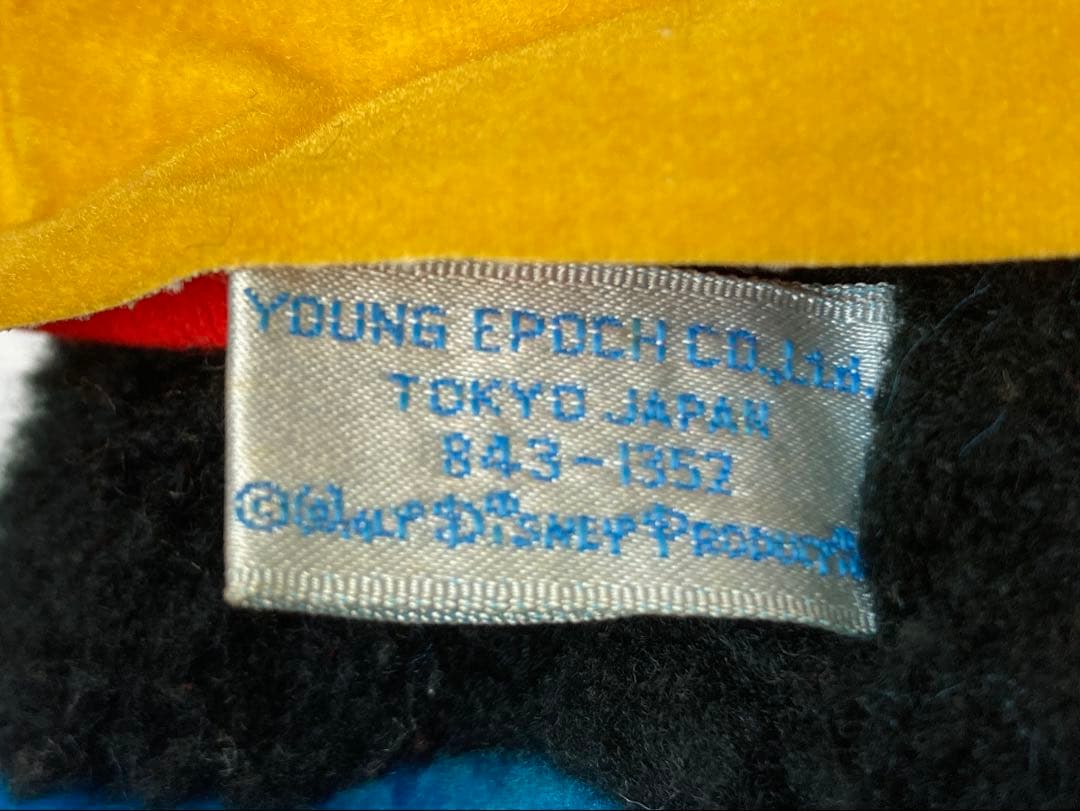 YOUNG EPOCH CO.,Ltd.
TOKYO JAPAN
843-1352
© Walt Disney Productions